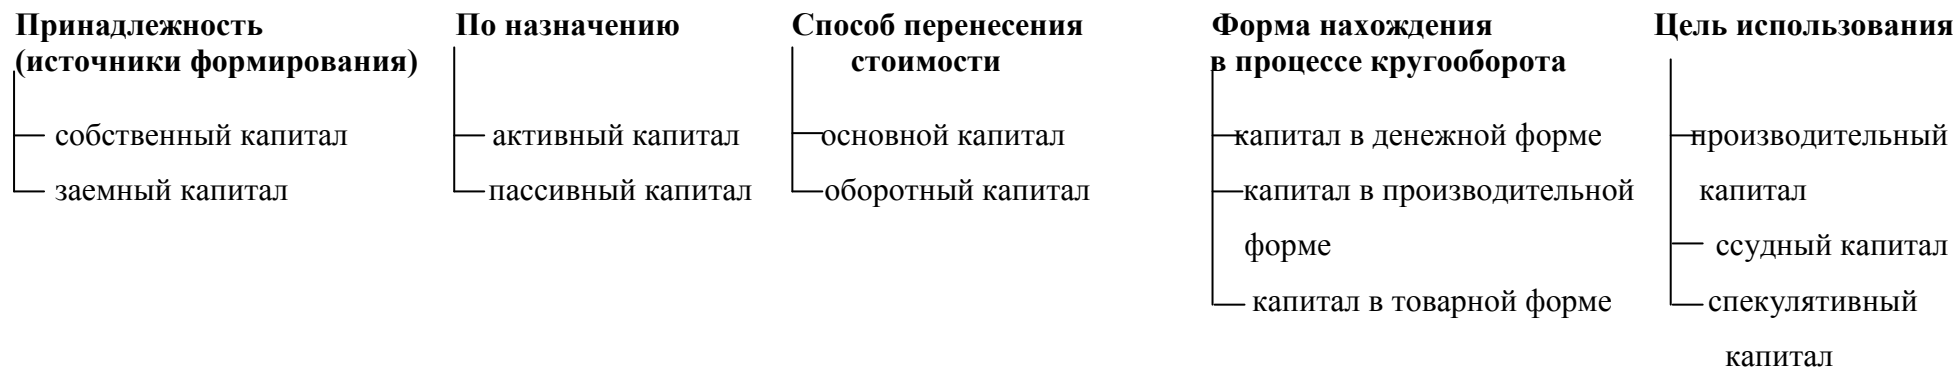 Принадлежность
(источники формирования)
собственный капитал
заемный капитал
По назначению
активный капитал
пассивный капитал
Способ перенесения
стоимости
основной капитал
оборотный капитал
Форма нахождения
в процессе кругооборота
капитал в денежной форме
капитал в производительной
форме
капитал в товарной форме
Цель использования
производительный
капитал
ссудный капитал
спекулятивный
капитал